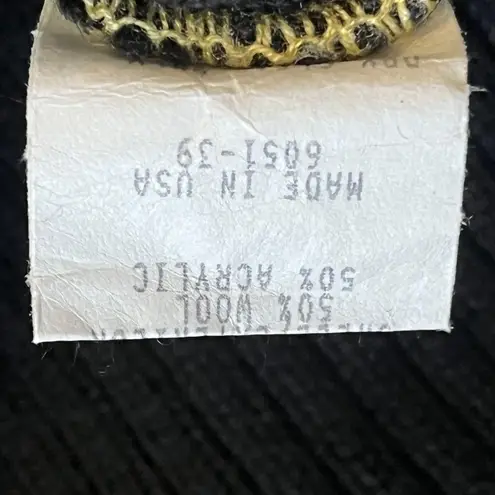 50% WOOL
50% ACRYLIC
MADE IN USA
6051-39